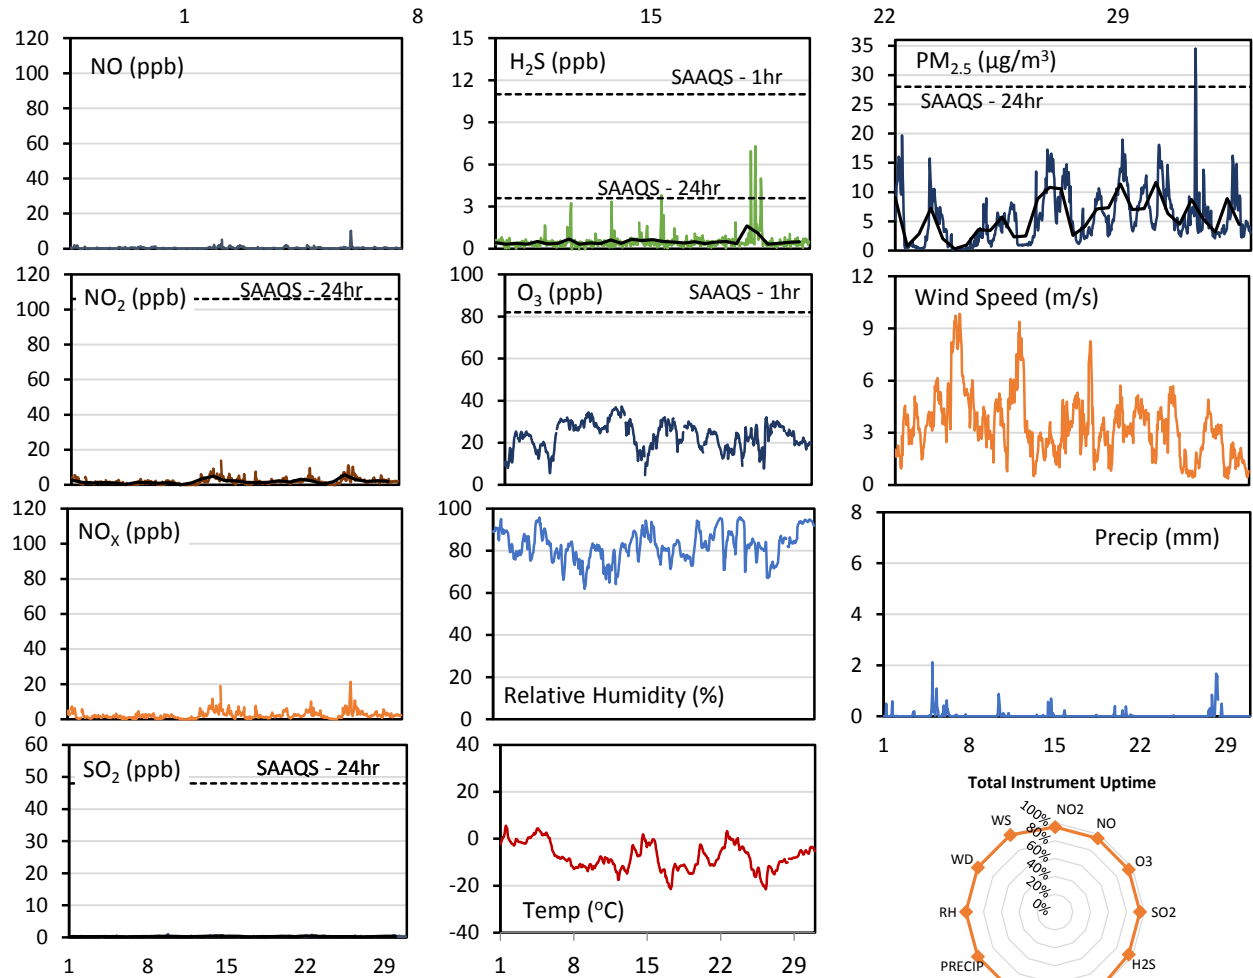 1 8 15 22 29
NO (ppb)
120
100
80
60
40
20
0
H2S (ppb)
SAAQS - 1hr
SAAQS - 24hr
15
12
9
6
3
0
PM2.5 (µg/m³)
SAAQS - 24hr
35
30
25
20
15
10
5
0
NO2 (ppb)
SAAQS - 24hr
120
100
80
60
40
20
0
O3 (ppb)
SAAQS - 1hr
100
80
60
40
20
0
Wind Speed (m/s)
12
9
6
3
0
NOX (ppb)
120
100
80
60
40
20
0
Relative Humidity (%)
100
80
60
40
20
0
Precip (mm)
8
6
4
2
0
1 8 15 22 29
SO2 (ppb)
SAAQS - 24hr
60
50
40
30
20
10
0
1 8 15 22 29
Temp (°C)
40
20
0
-20
-40
1 8 15 22 29
Total Instrument Uptime
100%
80%
60%
40%
20%
0%
NO2
NO
O3
SO2
H2S
PRECIP
RH
WD
WS